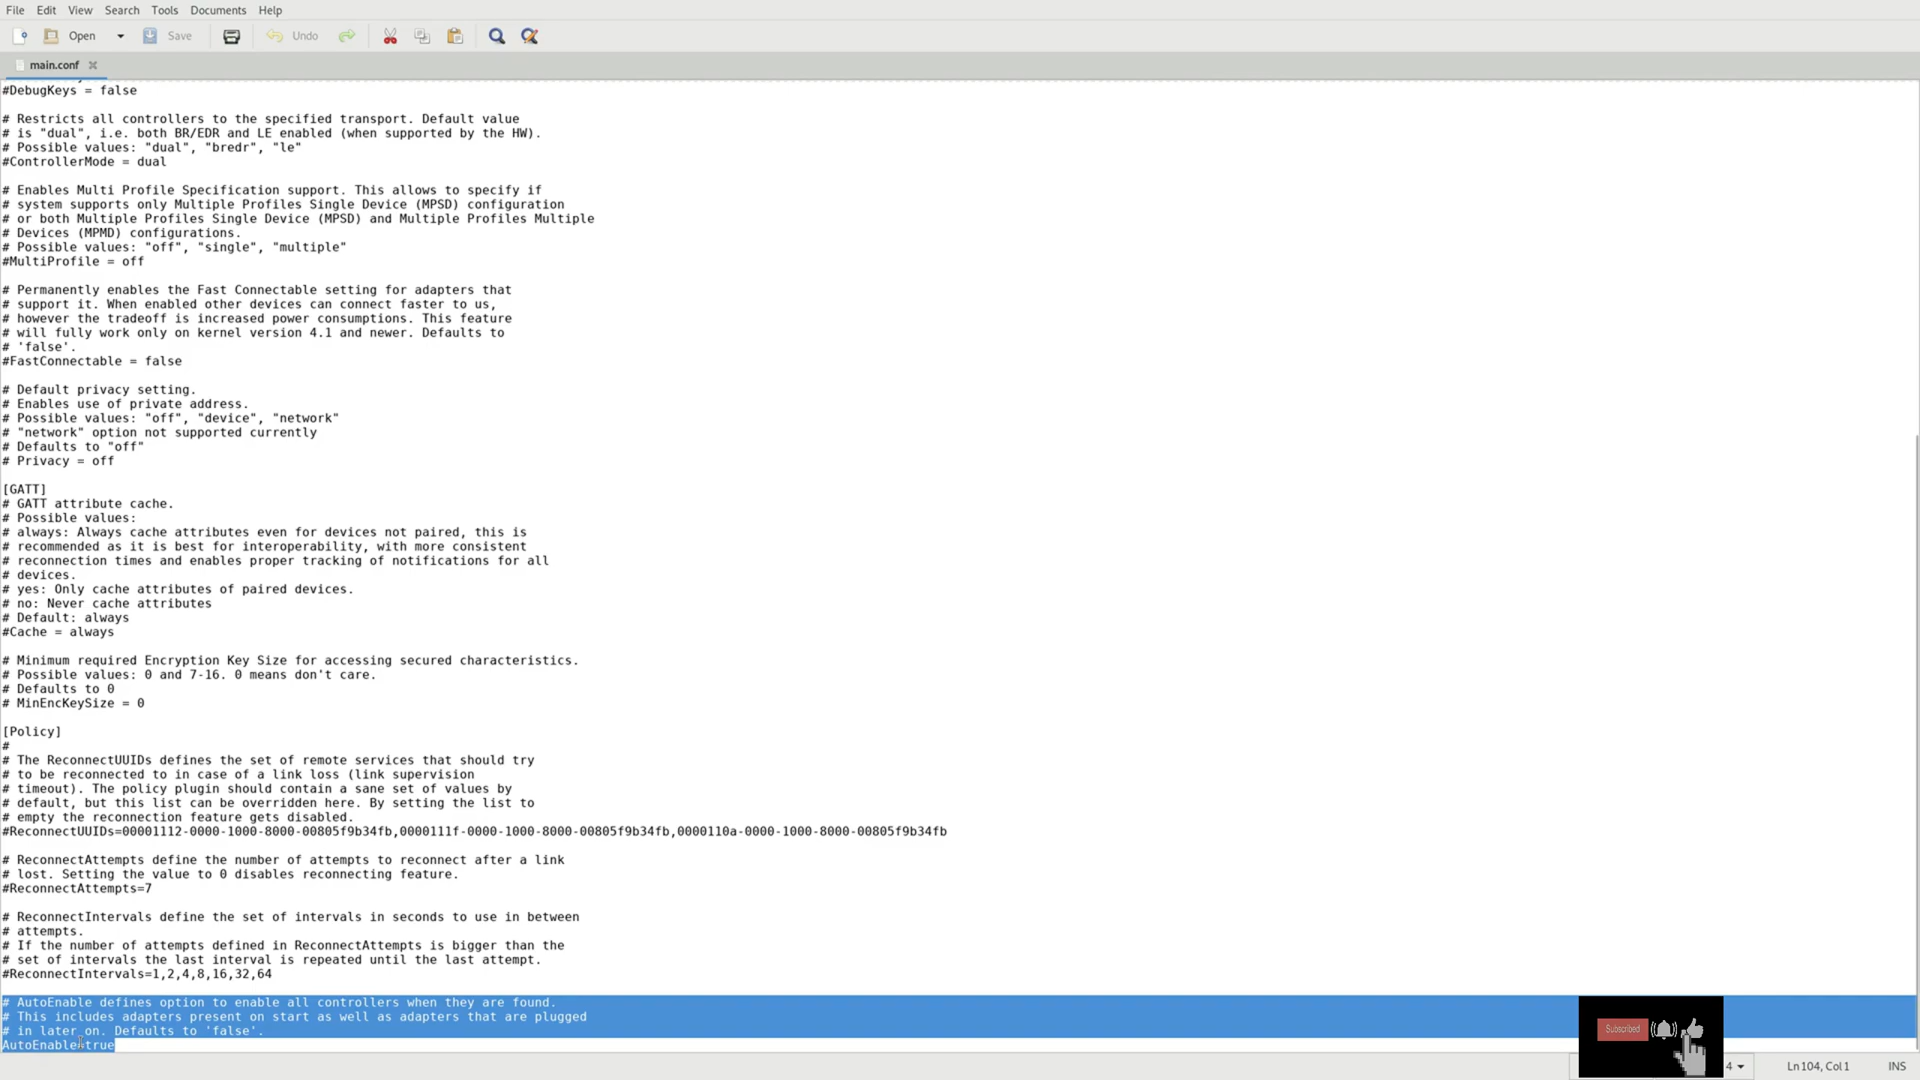 File Edit View Search Tools Documents Help
Open Save Undo
main.conf
#DebugKeys = false
# Restricts all controllers to the specified transport. Default value
# is "dual", i.e. both BR/EDR and LE enabled (when supported by the HW).
# Possible values: "dual", "bredr", "le"
#ControllerMode = dual
# Enables Multi Profile Specification support. This allows to specify if
# system supports only Multiple Profiles Single Device (MPSD) configuration
# or both Multiple Profiles Single Device (MPSD) and Multiple Profiles Multiple
# Devices (MPMD) configurations.
# Possible values: "off", "single", "multiple"
#MultiProfile = off
# Permanently enables the Fast Connectable setting for adapters that
# support it. When enabled other devices can connect faster to us,
# however the tradeoff is increased power consumptions. This feature
# will fully work only on kernel version 4.1 and newer. Defaults to
# 'false'.
#FastConnectable = false
# Default privacy setting.
# Enables use of private address.
# Possible values: "off", "device", "network"
# "network" option not supported currently
# Defaults to "off"
# Privacy = off
[GATT]
# GATT attribute cache.
# Possible values:
# always: Always cache attributes even for devices not paired, this is
# recommended as it is best for interoperability, with more consistent
# reconnection times and enables proper tracking of notifications for all
# devices.
# yes: Only cache attributes of paired devices.
# no: Never cache attributes
# Default: always
#Cache = always
# Minimum required Encryption Key Size for accessing secured characteristics.
# Possible values: 0 and 7-16. 0 means don't care.
# Defaults to 0
# MinEncKeySize = 0
[Policy]
#
# The ReconnectUUIDs defines the set of remote services that should try
# to be reconnected to in case of a link loss (link supervision
# timeout). The policy plugin should contain a sane set of values by
# default, but this list can be overridden here. By setting the list to
# empty the reconnection feature gets disabled.
#ReconnectUUIDs=00001112-0000-1000-8000-00805f9b34fb,0000111f-0000-1000-8000-00805f9b34fb,0000110a-0000-1000-8000-00805f9b34fb
# ReconnectAttempts define the number of attempts to reconnect after a link
# lost. Setting the value to 0 disables reconnecting feature.
#ReconnectAttempts=7
# ReconnectIntervals define the set of intervals in seconds to use in between
# attempts.
# If the number of attempts defined in ReconnectAttempts is bigger than the
# set of intervals the last interval is repeated until the last attempt.
#ReconnectIntervals=1,2,4,8,16,32,64
# AutoEnable defines option to enable all controllers when they are found.
# This includes adapters present on start as well as adapters that are plugged
# in later on. Defaults to 'false'.
AutoEnable=true
Subscribed
4 Ln 104, Col 1 INS